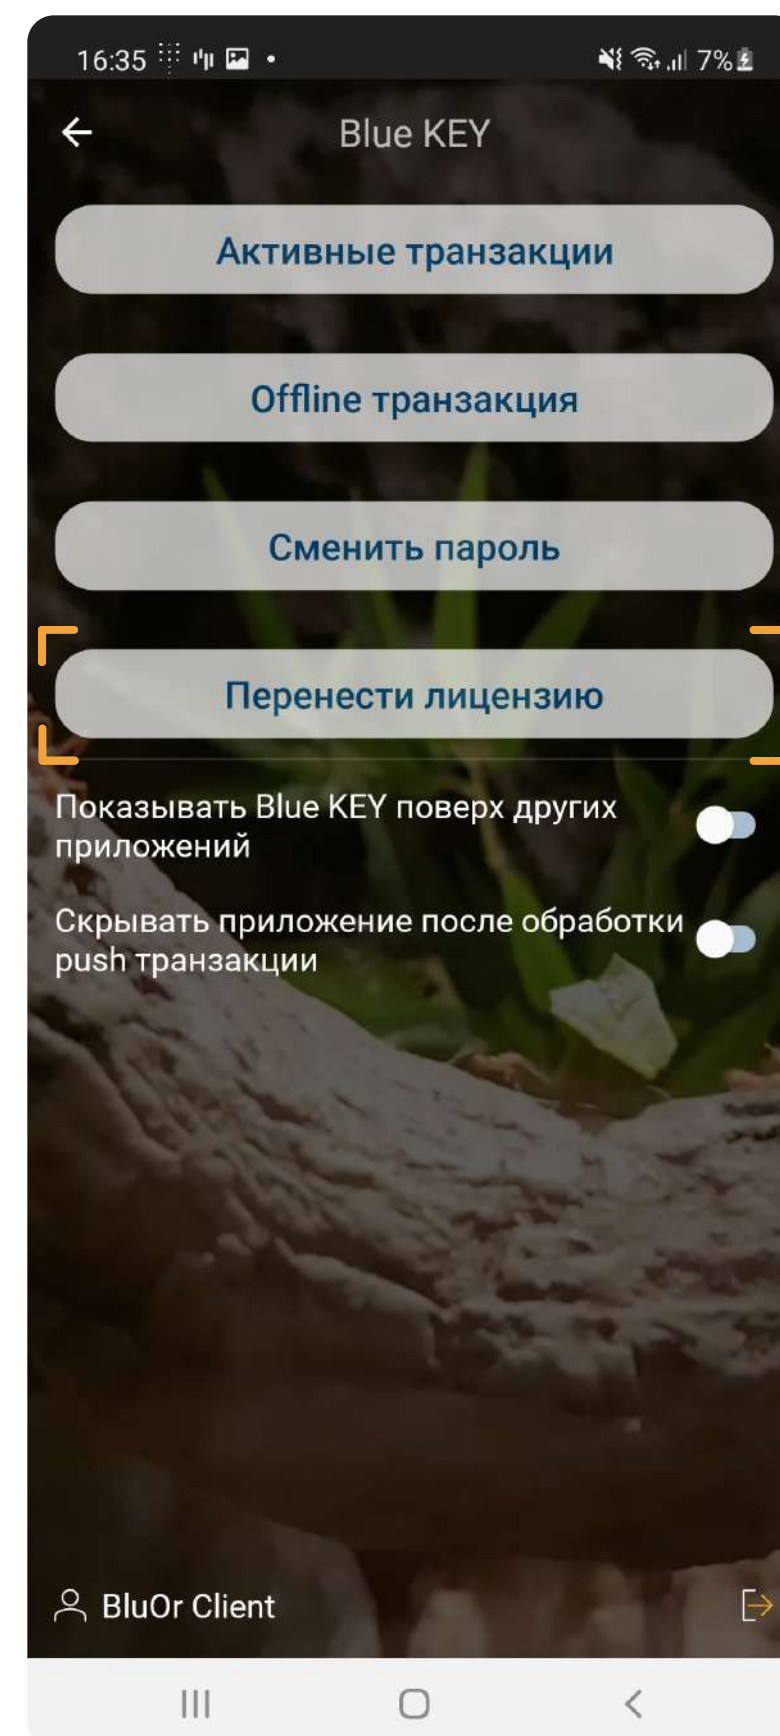 16:35
7%
Blue KEY
Активные транзакции
Offline транзакция
Сменить пароль
Перенести лицензию
Показывать Blue KEY поверх других
приложений
Скрывать приложение после обработки
push транзакции
BluOr Client